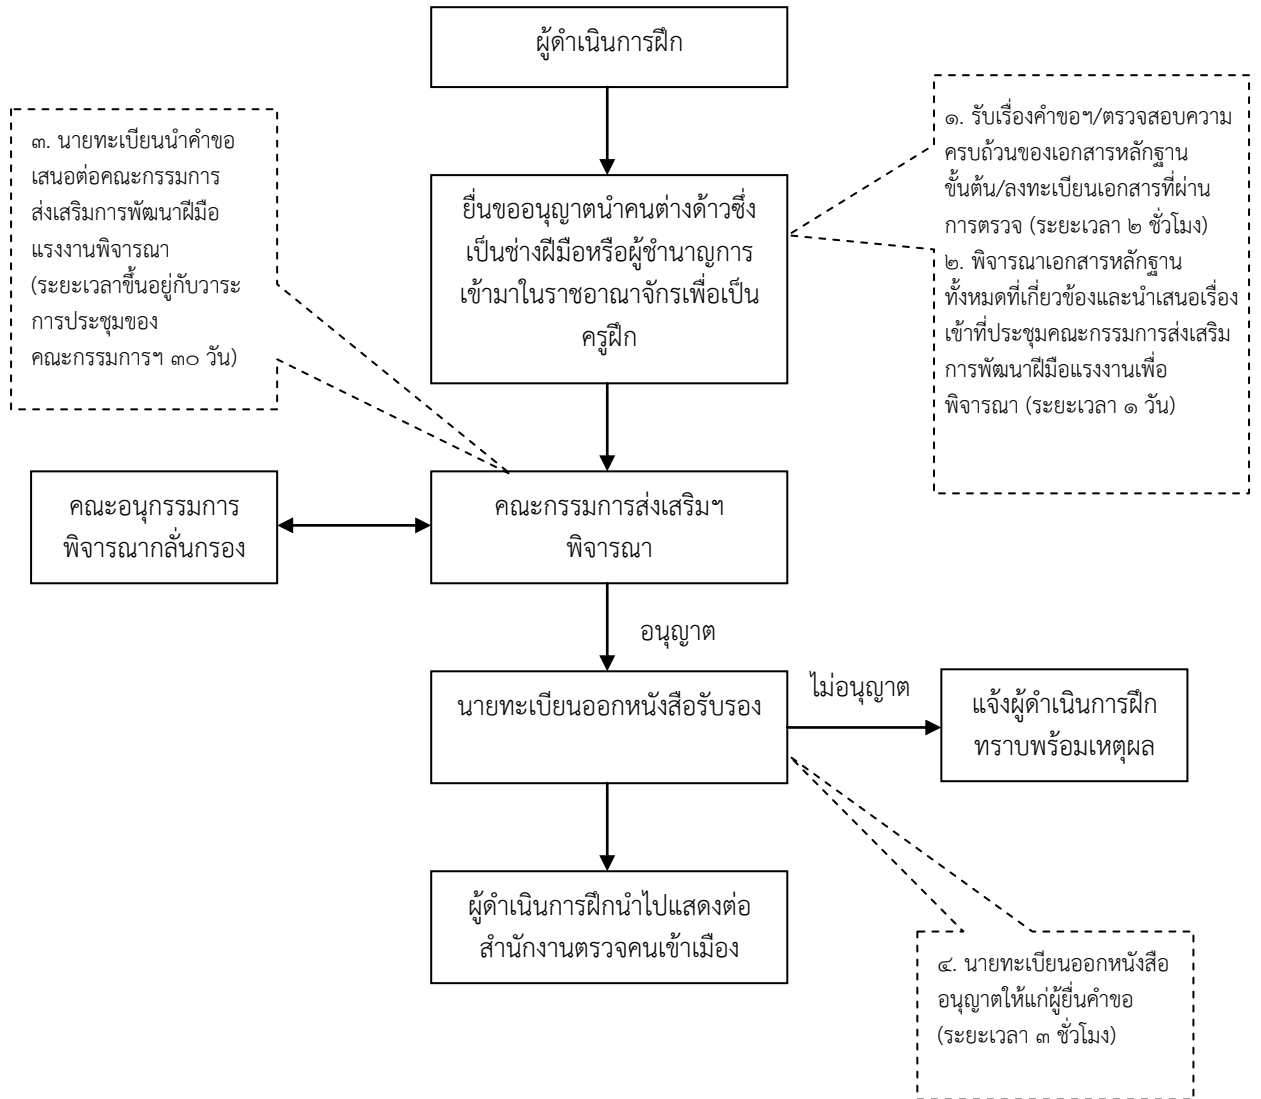 ผู้ดำเนินการฝึก
๑. รับเรื่องคำขอฯ/ตรวจสอบความ
ครบถ้วนของเอกสารหลักฐาน
ขั้นต้น/ลงทะเบียนเอกสารที่ผ่าน
การตรวจ (ระยะเวลา ๒ ชั่วโมง)
๒. พิจารณาเอกสารหลักฐาน
ทั้งหมดที่เกี่ยวข้องและนำเสนอเรื่อง
เข้าที่ประชุมคณะกรรมการส่งเสริม
การพัฒนาฝีมือแรงงานเพื่อ
พิจารณา (ระยะเวลา ๑ วัน)
๓. นายทะเบียนนำคำขอ
เสนอต่อคณะกรรมการ
ส่งเสริมการพัฒนาฝีมือ
แรงงานพิจารณา
(ระยะเวลาขึ้นอยู่กับวาระ
การประชุมของ
คณะกรรมการฯ ๓๐ วัน)
ยื่นขออนุญาตนำคนต่างด้าวซึ่ง
เป็นช่างฝีมือหรือผู้ชำนาญการ
เข้ามาในราชอาณาจักรเพื่อเป็น
ครูฝึก
คณะอนุกรรมการ
พิจารณากลั่นกรอง
คณะกรรมการส่งเสริมฯ
พิจารณา
อนุญาต
นายทะเบียนออกหนังสือรับรอง
ไม่อนุญาต
แจ้งผู้ดำเนินการฝึก
ทราบพร้อมเหตุผล
ผู้ดำเนินการฝึกนำไปแสดงต่อ
สำนักงานตรวจคนเข้าเมือง
๔. นายทะเบียนออกหนังสือ
อนุญาตให้แก่ผู้ยื่นคำขอ
(ระยะเวลา ๓ ชั่วโมง)